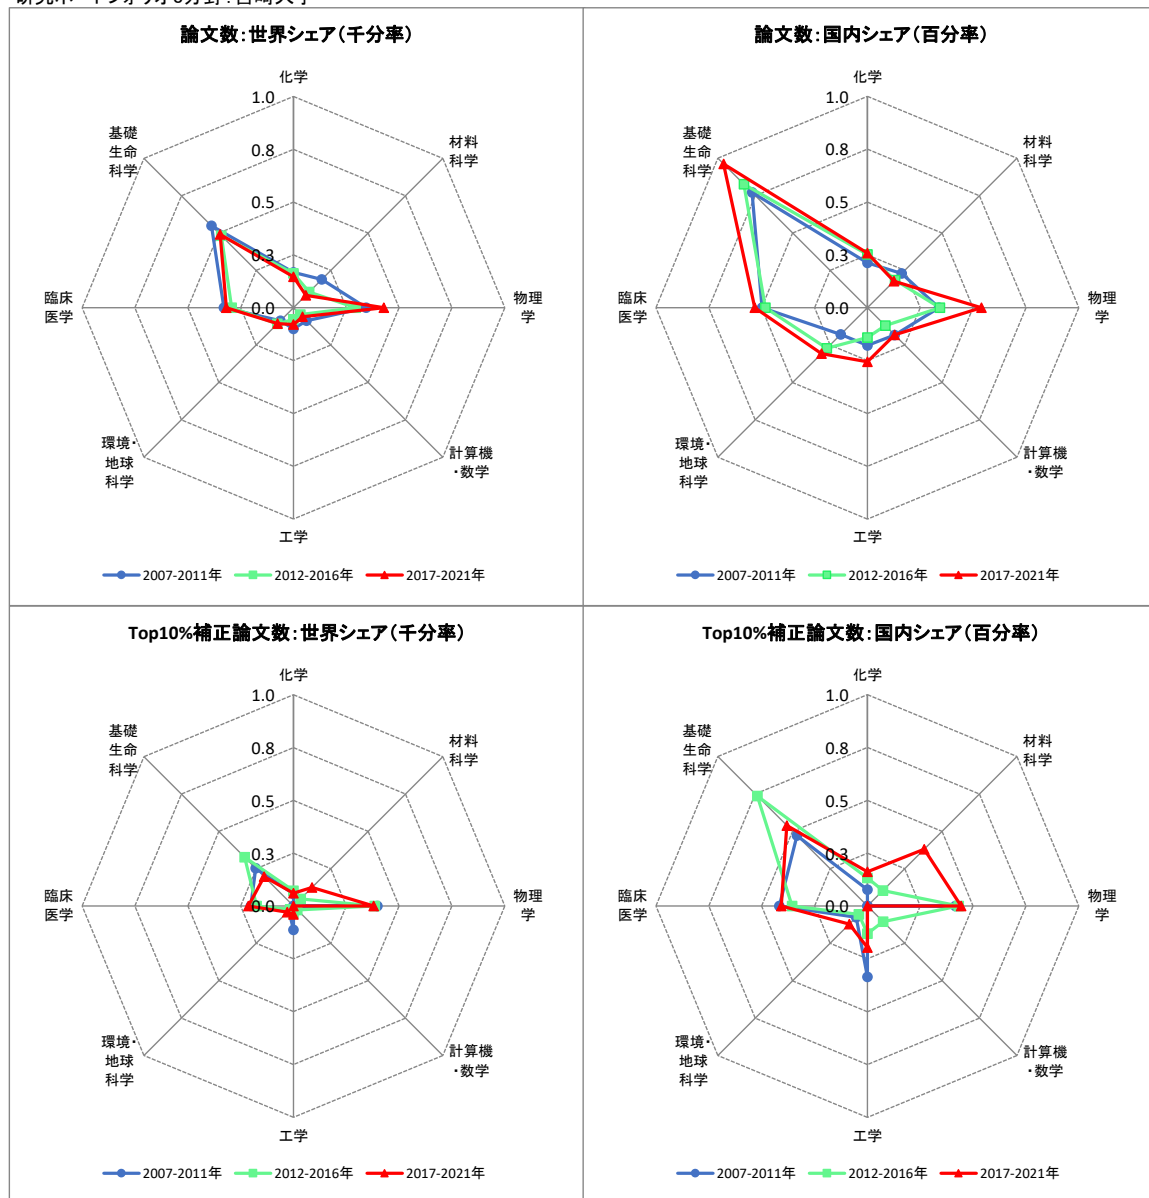 論文数:世界シェア(千分率)
化学
1.0
0.8
0.5
0.3
0.0
材料
科学
物理
学
計算機
・数学
工学
環境・
地球
科学
臨床
医学
基礎
生命
科学
2007-2011年
2012-2016年
2017-2021年
論文数:国内シェア(百分率)
化学
1.0
0.8
0.5
0.3
0.0
材料
科学
物理
学
計算機
・数学
工学
環境・
地球
科学
臨床
医学
基礎
生命
科学
2007-2011年
2012-2016年
2017-2021年
Top10%補正論文数:世界シェア(千分率)
化学
1.0
0.8
0.5
0.3
0.0
材料
科学
物理
学
計算機
・数学
工学
環境・
地球
科学
臨床
医学
基礎
生命
科学
2007-2011年
2012-2016年
2017-2021年
Top10%補正論文数:国内シェア(百分率)
化学
1.0
0.8
0.5
0.3
0.0
材料
科学
物理
学
計算機
・数学
工学
環境・
地球
科学
臨床
医学
基礎
生命
科学
2007-2011年
2012-2016年
2017-2021年